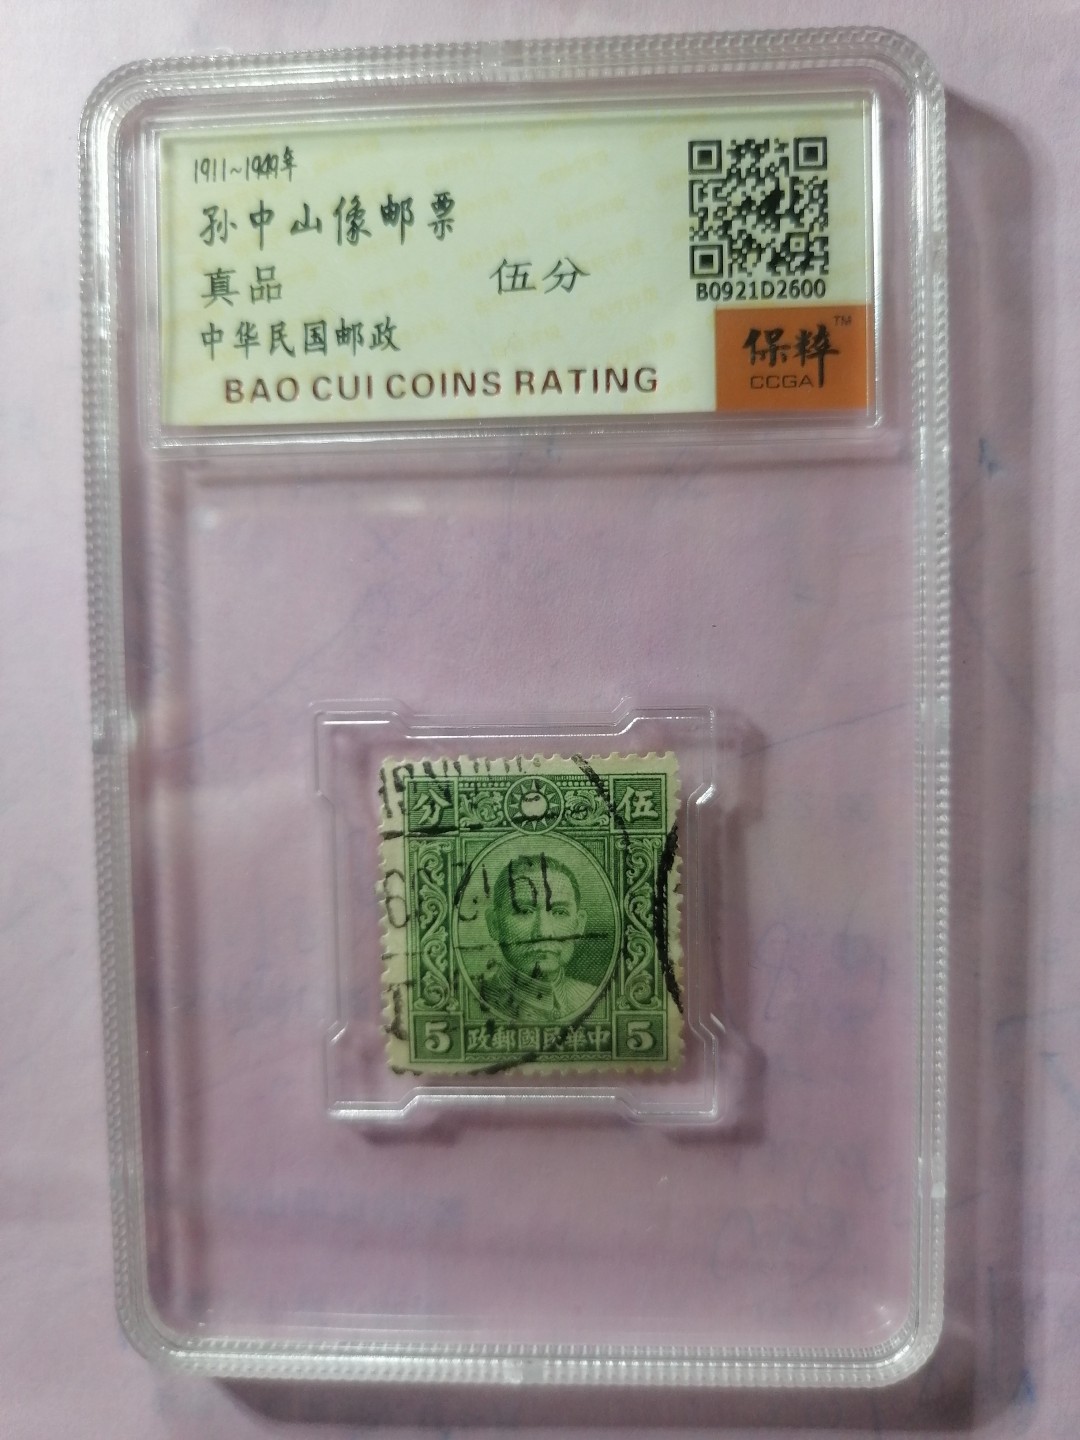 1911~1949年
孙中山像邮票
真品 伍分
中华民国邮政
BAO CUI COINS RATING
B0921D2600
保粹™
CCGA
分 伍
5 政郵國民華中 5